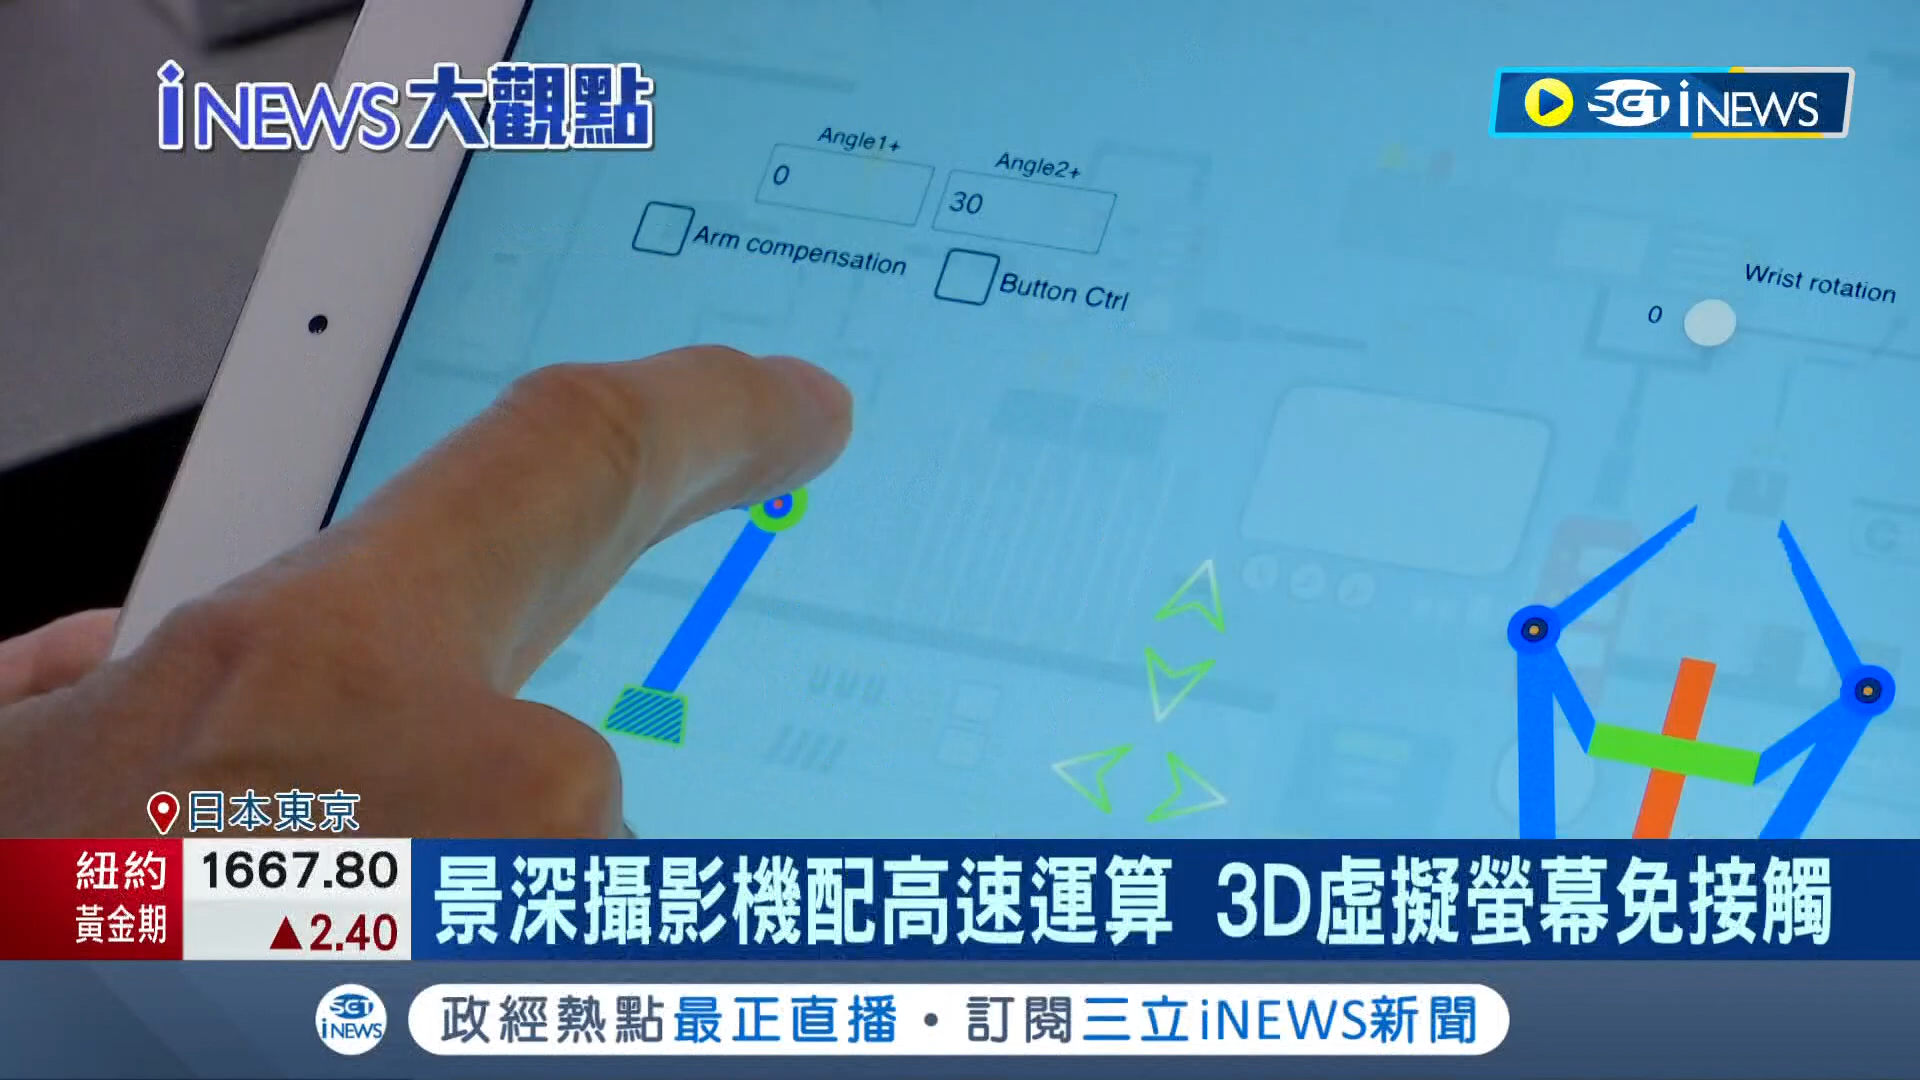 iNEWS大觀點
SET iNEWS
Angle1+
Angle2+
0
30
Arm compensation
Button Ctrl
Wrist rotation
0
日本東京
紐約
黃金期
1667.80
▲2.40
景深攝影機配高速運算 3D虛擬螢幕免接觸
SET iNEWS
政經熱點最正直播・訂閱三立iNEWS新聞